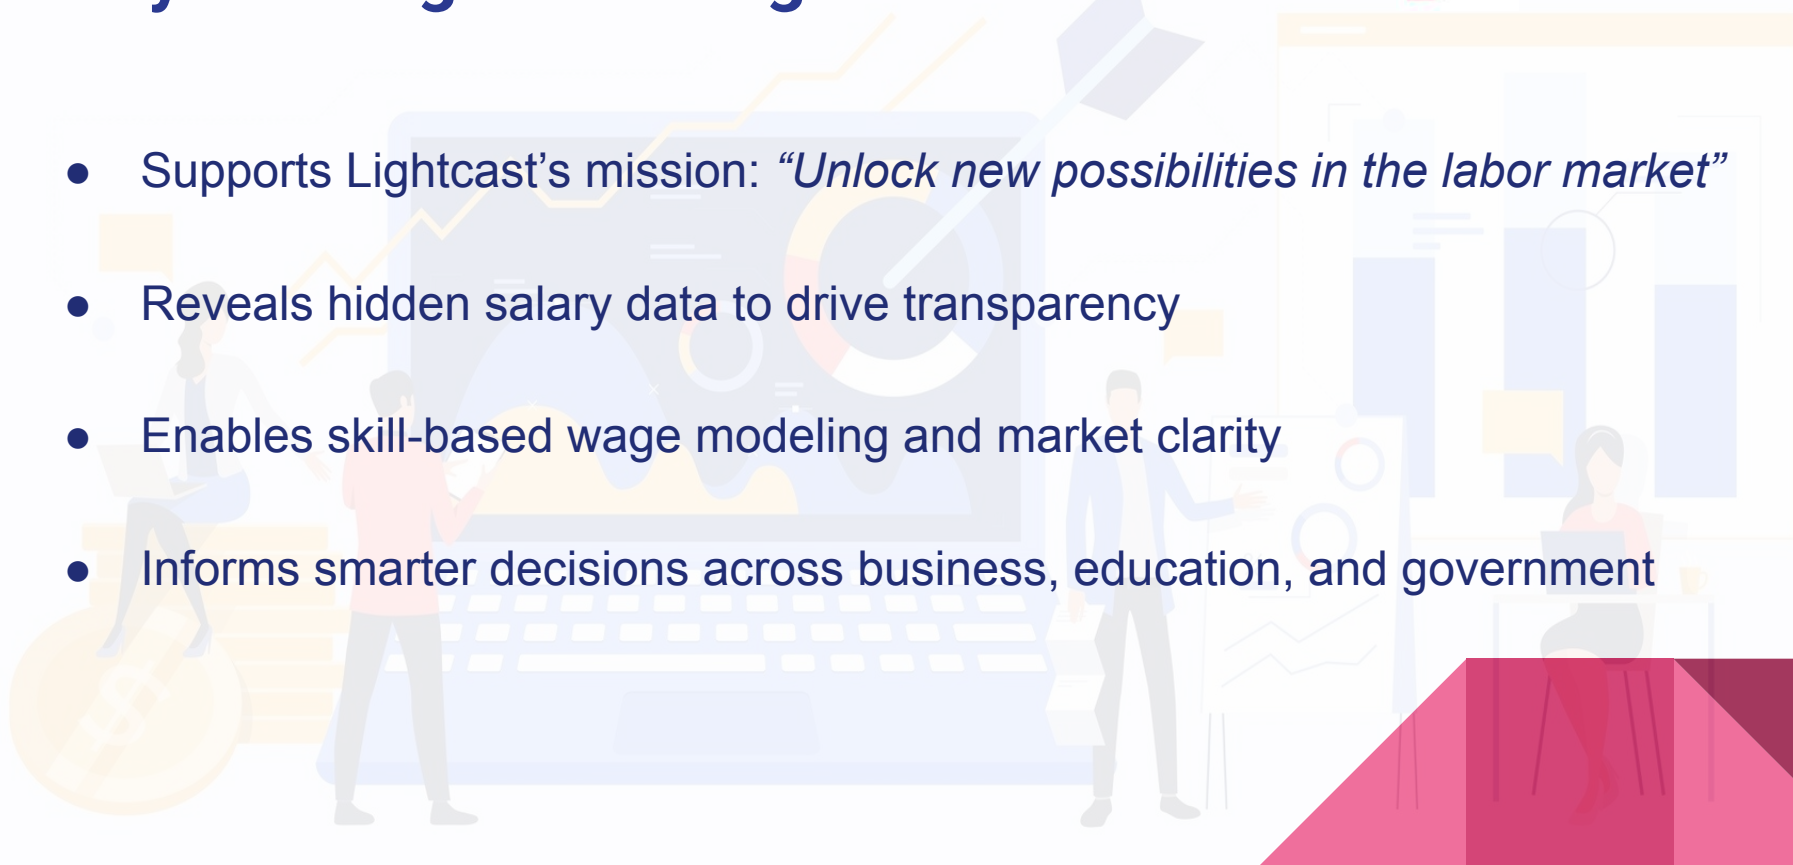 ● Supports Lightcast’s mission: “Unlock new possibilities in the labor market”
● Reveals hidden salary data to drive transparency
● Enables skill-based wage modeling and market clarity
● Informs smarter decisions across business, education, and government